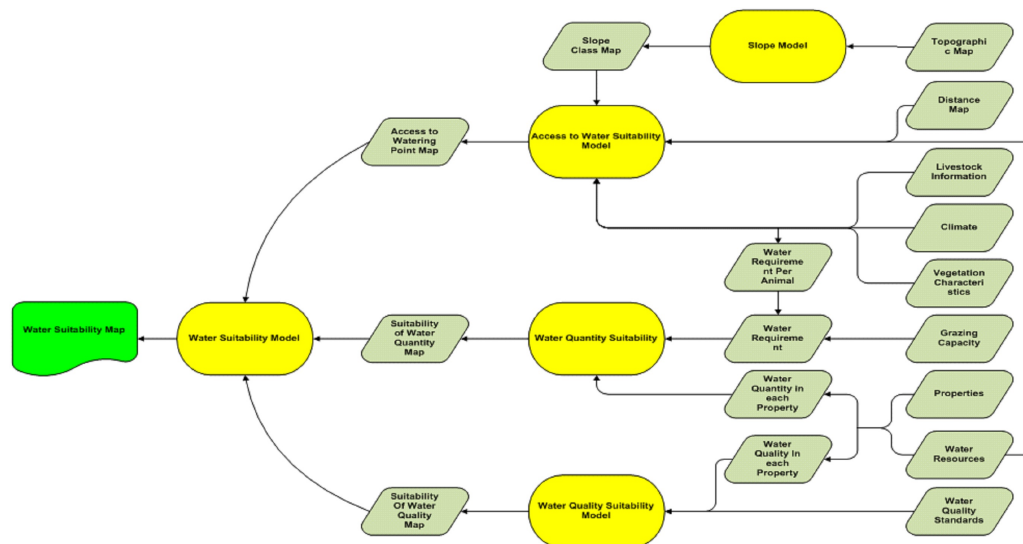 Slope
Class Map
Slope Model
Topographi
c Map
Distance
Map
Access to
Watering
Point Map
Access to Water Suitability
Model
Livestock
Information
Climate
Water
Requireme
nt Per
Animal
Vegetation
Characteri
stics
Water Suitability Map
Water Suitability Model
Suitability
of Water
Quantity
Map
Water Quantity Suitability
Water
Requireme
nt
Grazing
Capacity
Water
Quantity in
each
Property
Properties
Water
Quality in
each
Property
Water
Resources
Suitability
Of Water
Quality
Map
Water Quality Suitability
Model
Water
Quality
Standards